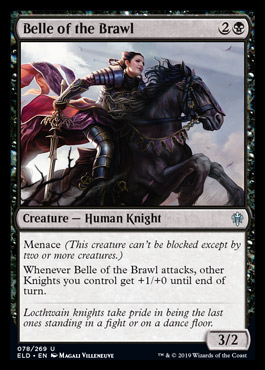 Belle of the Brawl 2
Creature — Human Knight
Menace (This creature can't be blocked except by
two or more creatures.)
Whenever Belle of the Brawl attacks, other
Knights you control get +1/+0 until end of
turn.
Locthwain knights take pride in being the last
ones standing in a fight or on a dance floor.
3/2
078/269 U
ELD • EN Magali Villeneuve ™ & © 2019 Wizards of the Coast